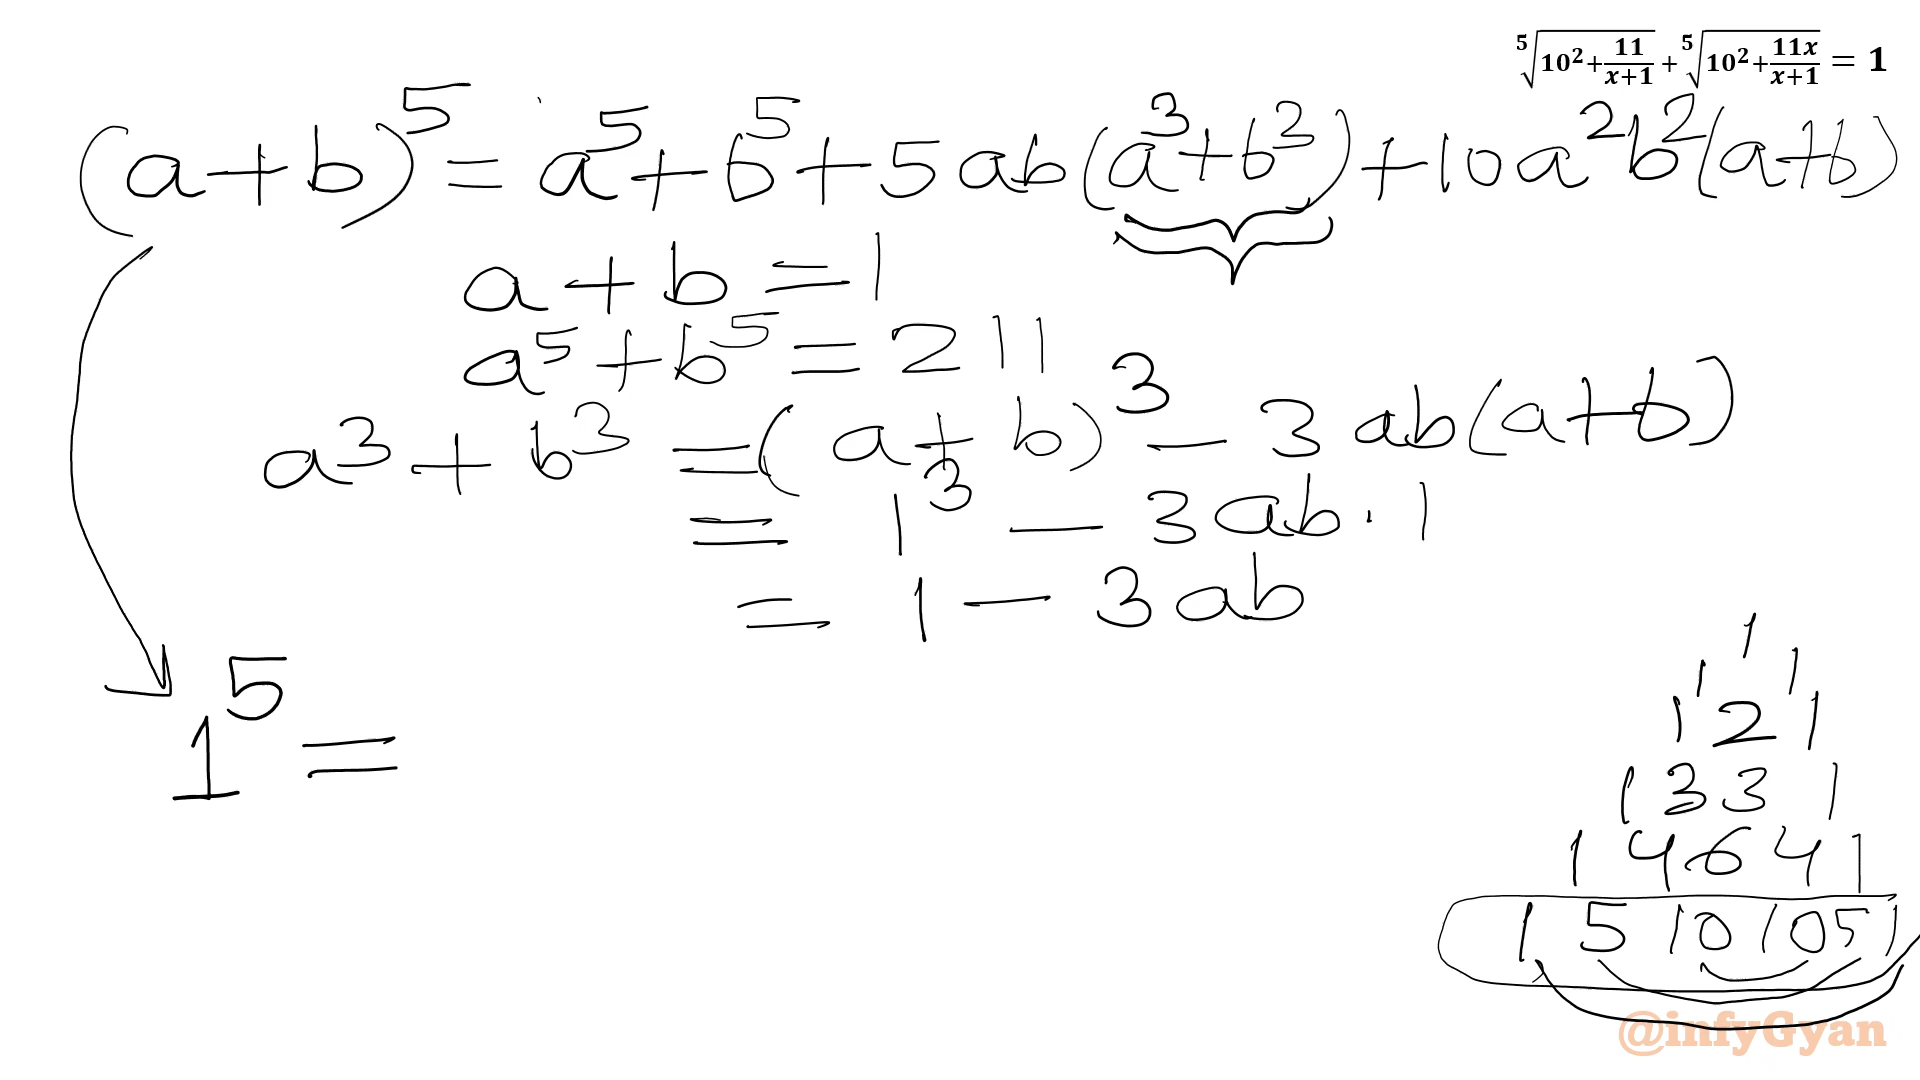 ⁵√(10²+11/(x+1)) + ⁵√(10²+11x/(x+1)) = 1
(a+b)⁵ = a⁵+b⁵+5ab(a³+b³)+10a²b²(a+b)
a+b=1
a⁵+b⁵=211
a³+b³ =(a+b)³−3ab(a+b)
= 1³ − 3ab·1
= 1 − 3ab
1⁵ =
1
1 1
1 2 1
1 3 3 1
1 4 6 4 1
1 5 10 10 5 1
@infyGyan